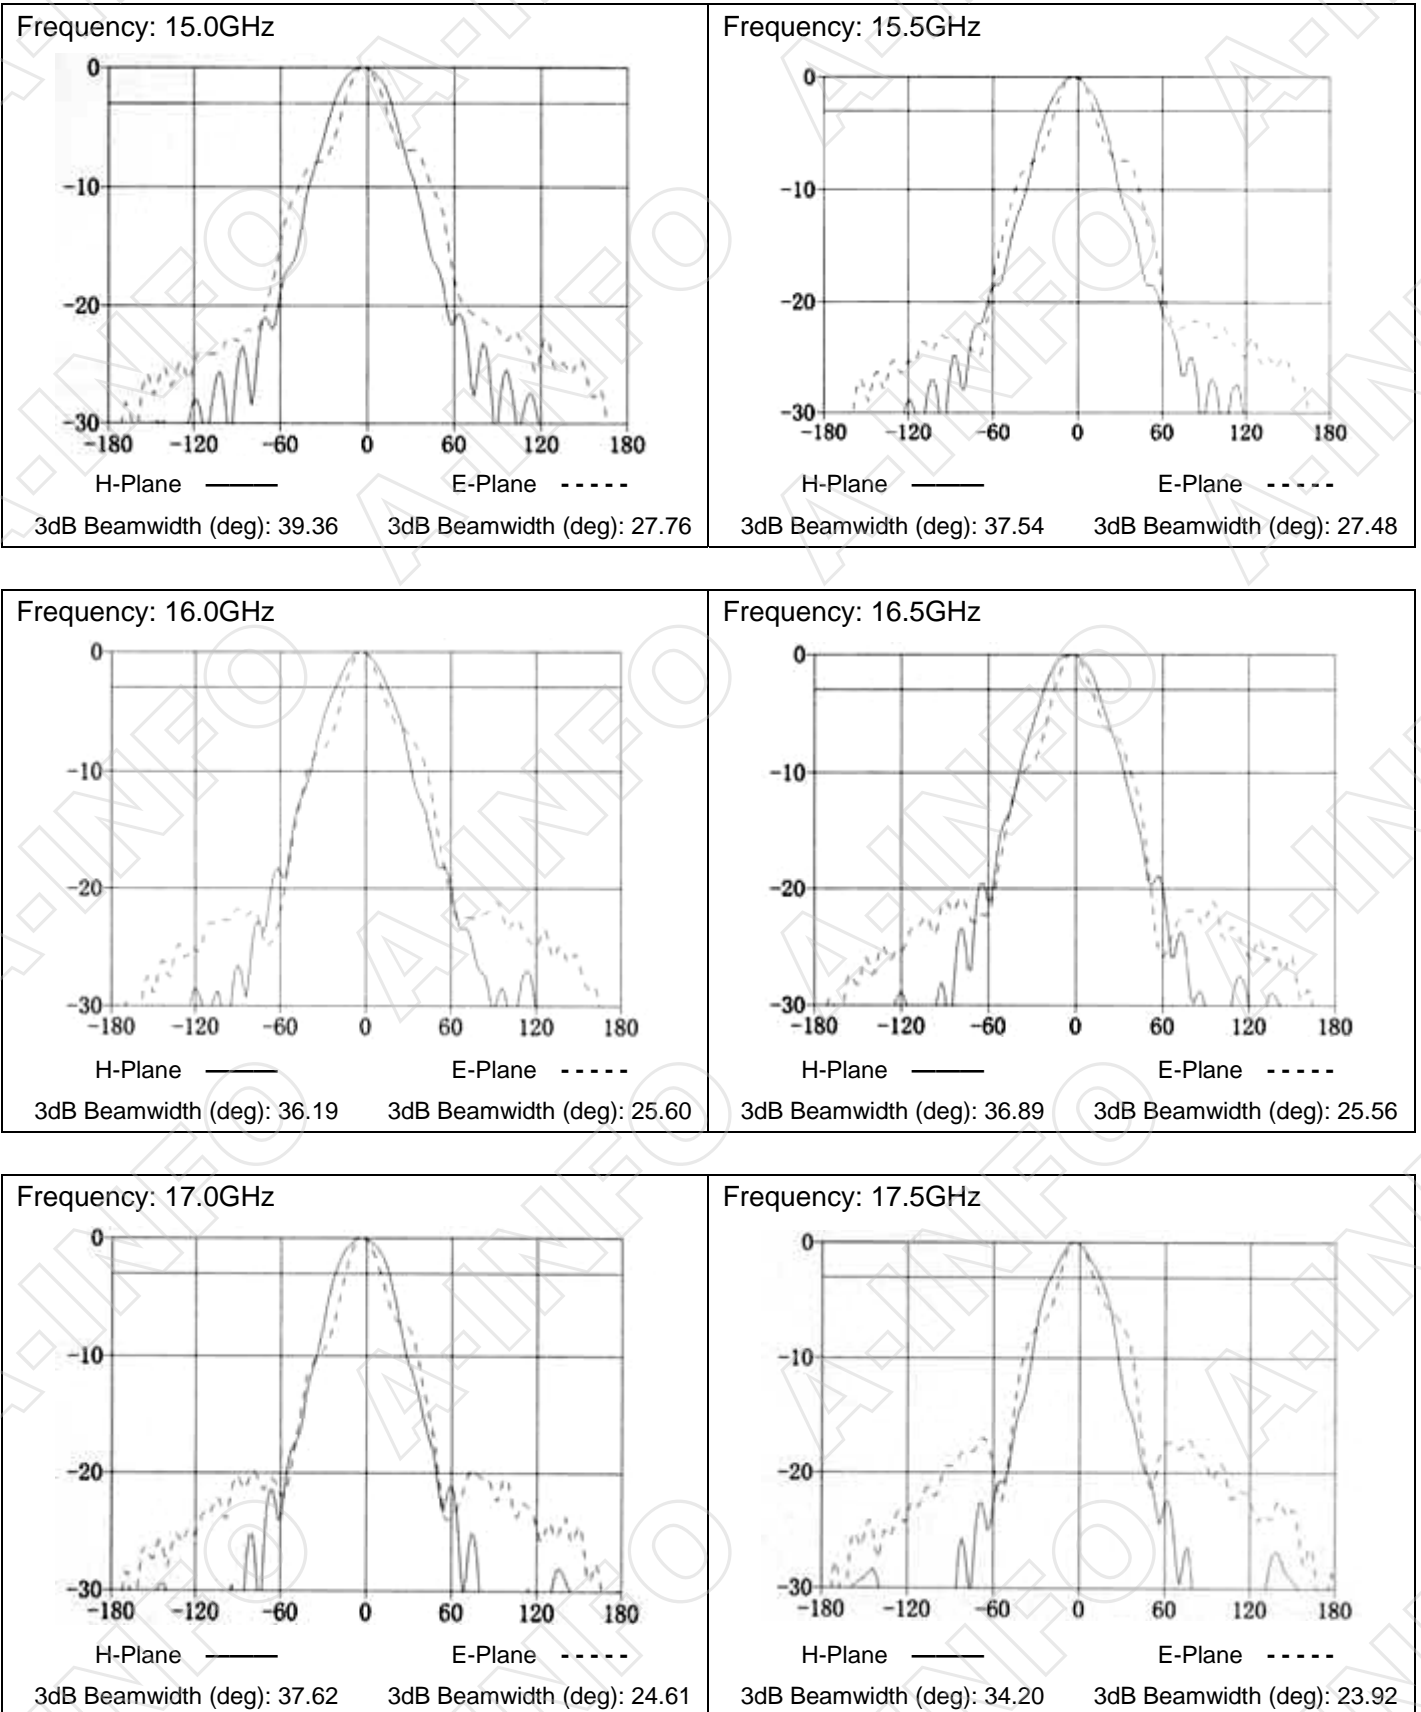 Frequency: 15.0GHz
0
-10
-20
-30
-180 -120 -60 0 60 120 180
H-Plane E-Plane
3dB Beamwidth (deg): 39.36 3dB Beamwidth (deg): 27.76
Frequency: 15.5GHz
0
-10
-20
-30
-180 -120 -60 0 60 120 180
H-Plane E-Plane
3dB Beamwidth (deg): 37.54 3dB Beamwidth (deg): 27.48
Frequency: 16.0GHz
0
-10
-20
-30
-180 -120 -60 0 60 120 180
H-Plane E-Plane
3dB Beamwidth (deg): 36.19 3dB Beamwidth (deg): 25.60
Frequency: 16.5GHz
0
-10
-20
-30
-180 -120 -60 0 60 120 180
H-Plane E-Plane
3dB Beamwidth (deg): 36.89 3dB Beamwidth (deg): 25.56
Frequency: 17.0GHz
0
-10
-20
-30
-180 -120 -60 0 60 120 180
H-Plane E-Plane
3dB Beamwidth (deg): 37.62 3dB Beamwidth (deg): 24.61
Frequency: 17.5GHz
0
-10
-20
-30
-180 -120 -60 0 60 120 180
H-Plane E-Plane
3dB Beamwidth (deg): 34.20 3dB Beamwidth (deg): 23.92
A-INFO